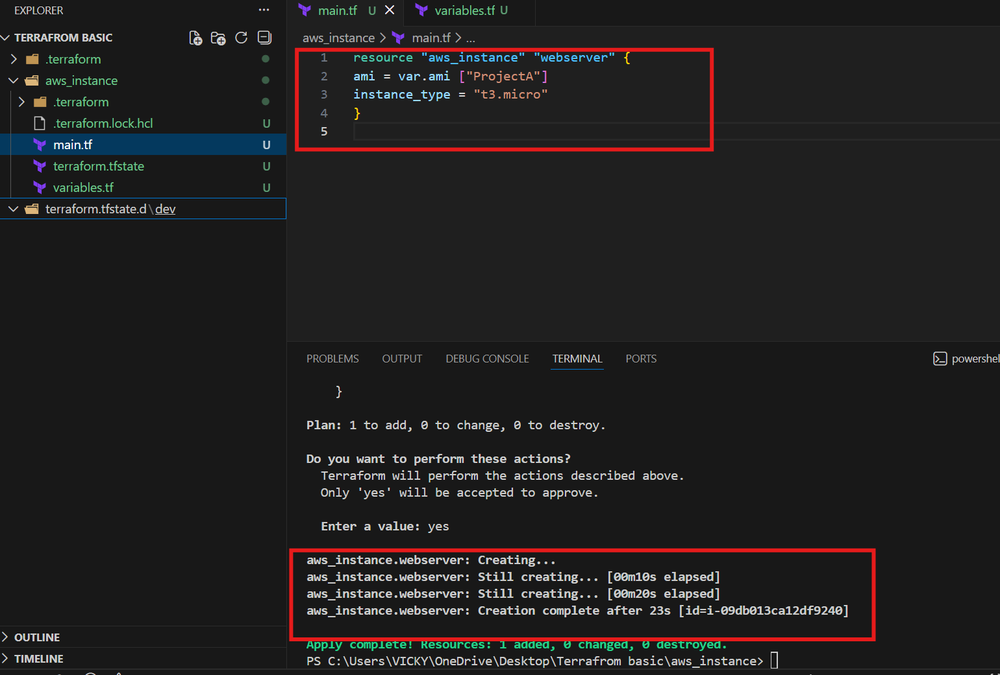 EXPLORER
TERRAFROM BASIC
.terraform
aws_instance
.terraform
.terraform.lock.hcl U
main.tf U
terraform.tfstate U
variables.tf U
terraform.tfstate.d\dev
OUTLINE
TIMELINE
main.tf U
variables.tf U
aws_instance > main.tf > ...
1 resource "aws_instance" "webserver" {
2 ami = var.ami ["ProjectA"]
3 instance_type = "t3.micro"
4 }
5
PROBLEMS OUTPUT DEBUG CONSOLE TERMINAL PORTS
powershel
}
Plan: 1 to add, 0 to change, 0 to destroy.
Do you want to perform these actions?
Terraform will perform the actions described above.
Only 'yes' will be accepted to approve.
Enter a value: yes
aws_instance.webserver: Creating...
aws_instance.webserver: Still creating... [00m10s elapsed]
aws_instance.webserver: Still creating... [00m20s elapsed]
aws_instance.webserver: Creation complete after 23s [id=i-09db013ca12df9240]
Apply complete! Resources: 1 added, 0 changed, 0 destroyed.
PS C:\Users\VICKY\OneDrive\Desktop\Terrafrom basic\aws_instance>